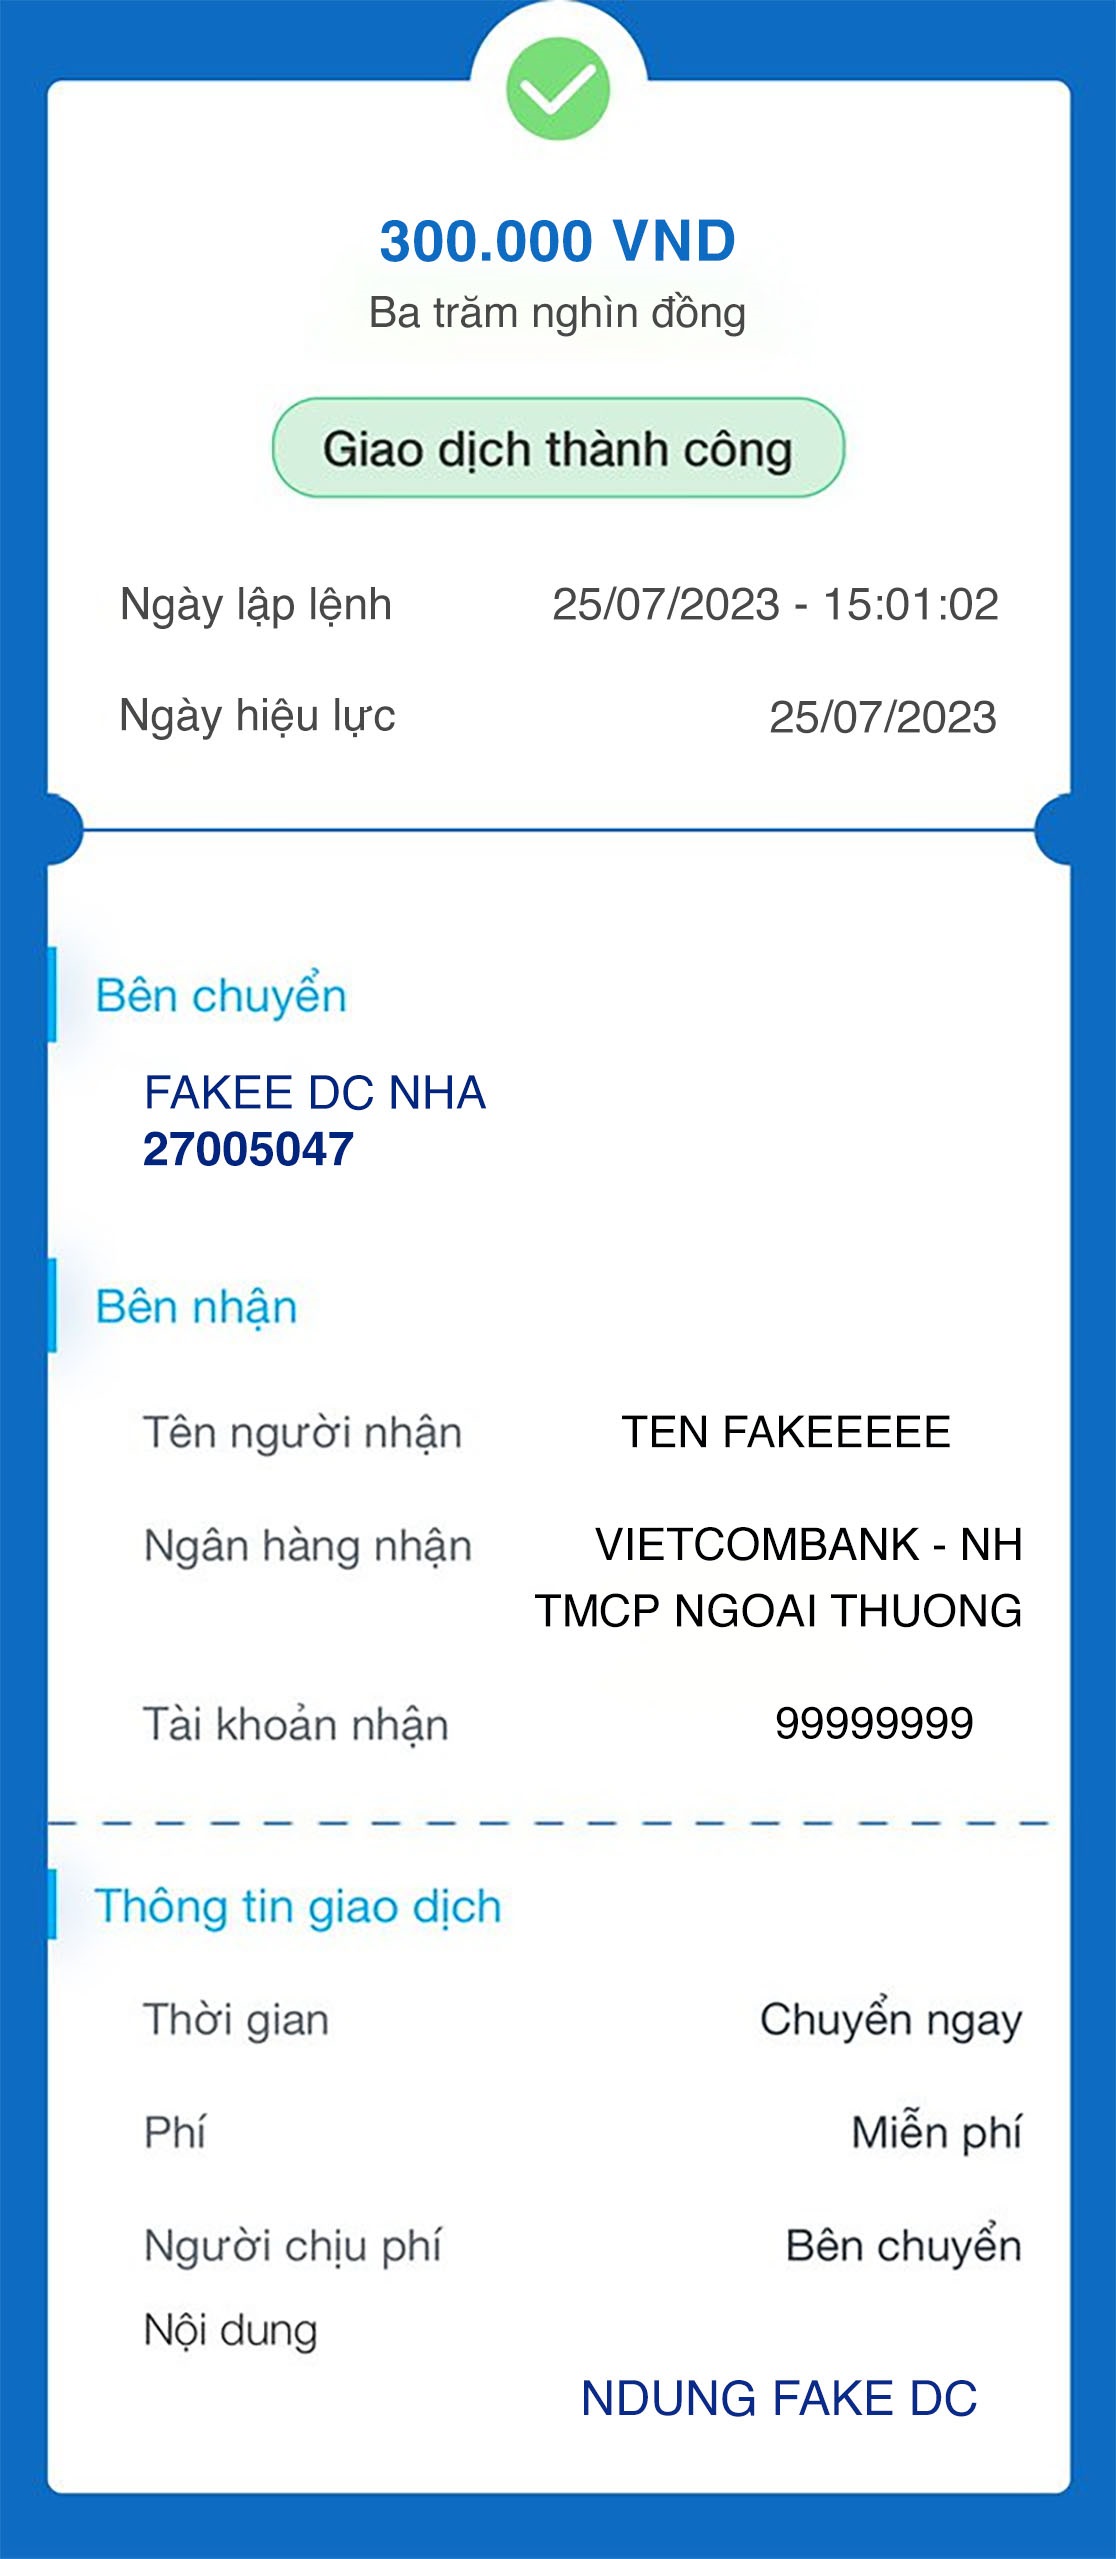 300.000 VND
Ba trăm nghìn đồng
Giao dịch thành công
Ngày lập lệnh 25/07/2023 - 15:01:02
Ngày hiệu lực 25/07/2023
Bên chuyển
FAKEE DC NHA
27005047
Bên nhận
Tên người nhận TEN FAKEEEEE
Ngân hàng nhận VIETCOMBANK - NH
TMCP NGOAI THUONG
Tài khoản nhận 99999999
Thông tin giao dịch
Thời gian Chuyển ngay
Phí Miễn phí
Người chịu phí Bên chuyển
Nội dung
NDUNG FAKE DC